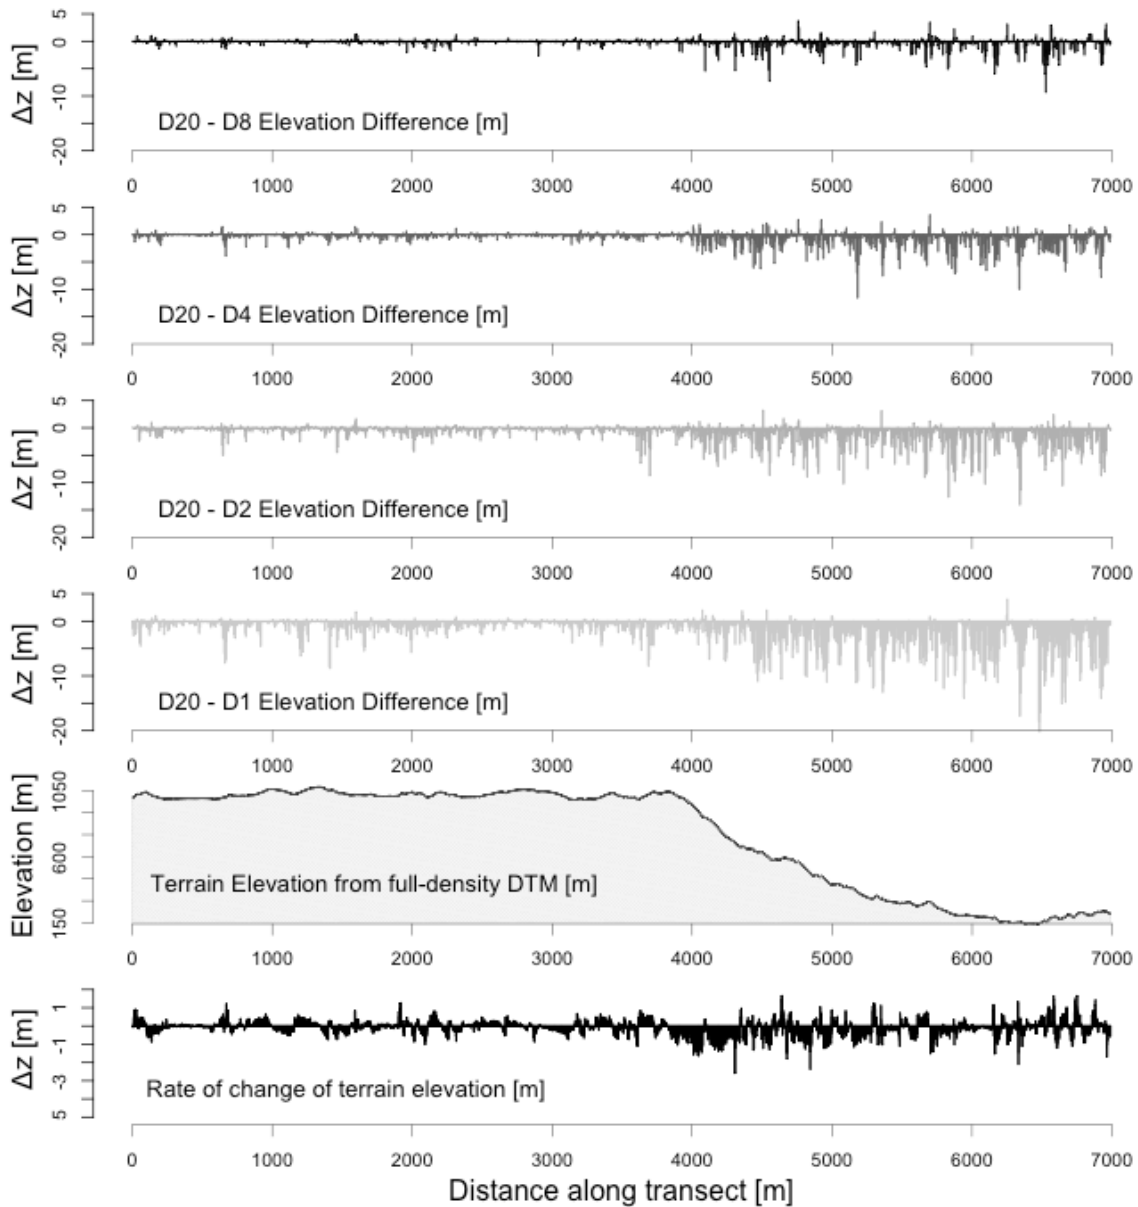 5
0
-10
-20
Δz [m]
D20 - D8 Elevation Difference [m]
0 1000 2000 3000 4000 5000 6000 7000
5
0
-10
-20
Δz [m]
D20 - D4 Elevation Difference [m]
0 1000 2000 3000 4000 5000 6000 7000
5
0
-10
-20
Δz [m]
D20 - D2 Elevation Difference [m]
0 1000 2000 3000 4000 5000 6000 7000
5
0
-10
-20
Δz [m]
D20 - D1 Elevation Difference [m]
0 1000 2000 3000 4000 5000 6000 7000
1050
600
150
Elevation [m]
Terrain Elevation from full-density DTM [m]
0 1000 2000 3000 4000 5000 6000 7000
1
-1
-3
5
Δz [m]
Rate of change of terrain elevation [m]
0 1000 2000 3000 4000 5000 6000 7000
Distance along transect [m]